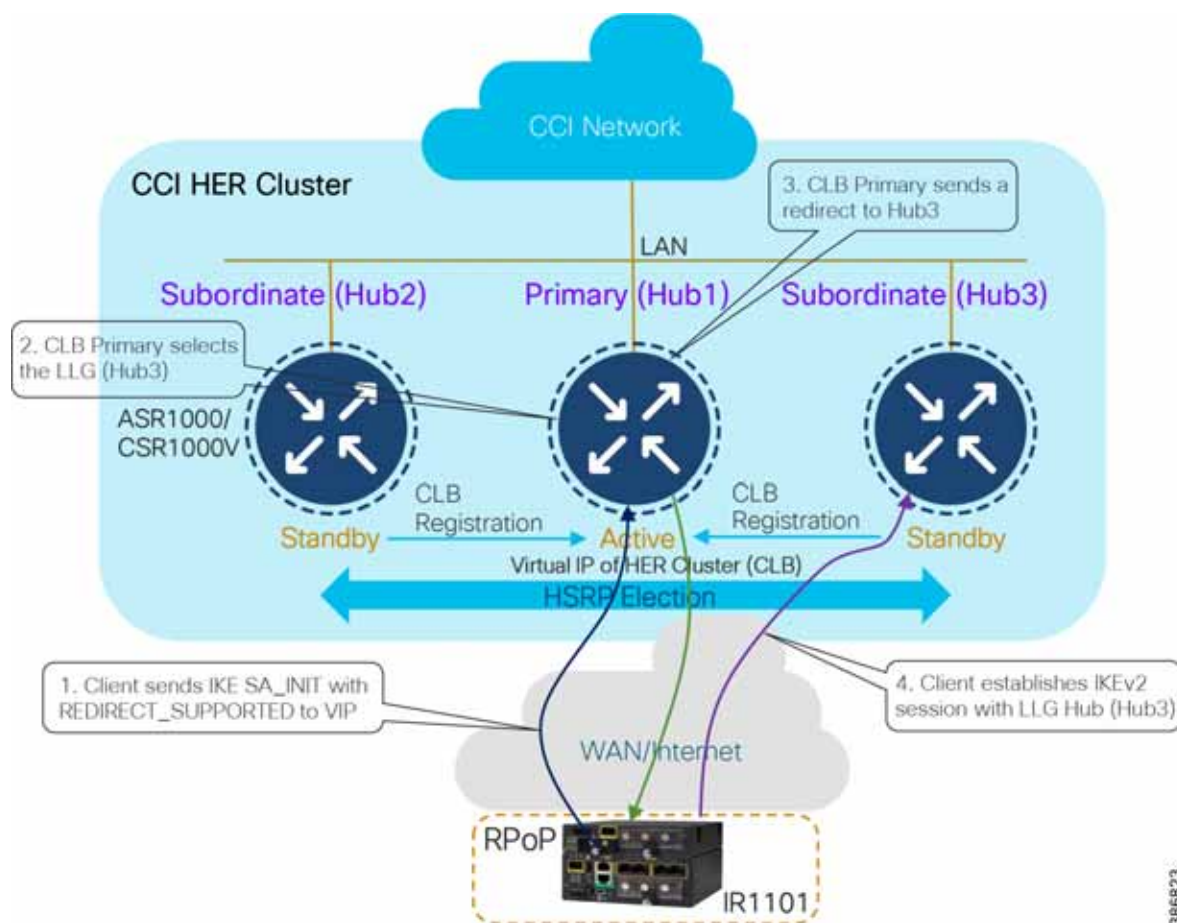 CCI Network
CCI HER Cluster
3. CLB Primary sends a
redirect to Hub3
LAN
Subordinate (Hub2)
Primary (Hub1)
Subordinate (Hub3)
2. CLB Primary selects
the LLG (Hub3)
ASR1000/
CSR1000V
CLB
Registration
CLB
Registration
Standby
Active
Standby
Virtual IP of HER Cluster (CLB)
HSRP Election
1. Client sends IKE SA_INIT with
REDIRECT_SUPPORTED to VIP
4. Client establishes IKEv2
session with LLG Hub (Hub3)
WAN/Internet
RPoP
IR1101
386823